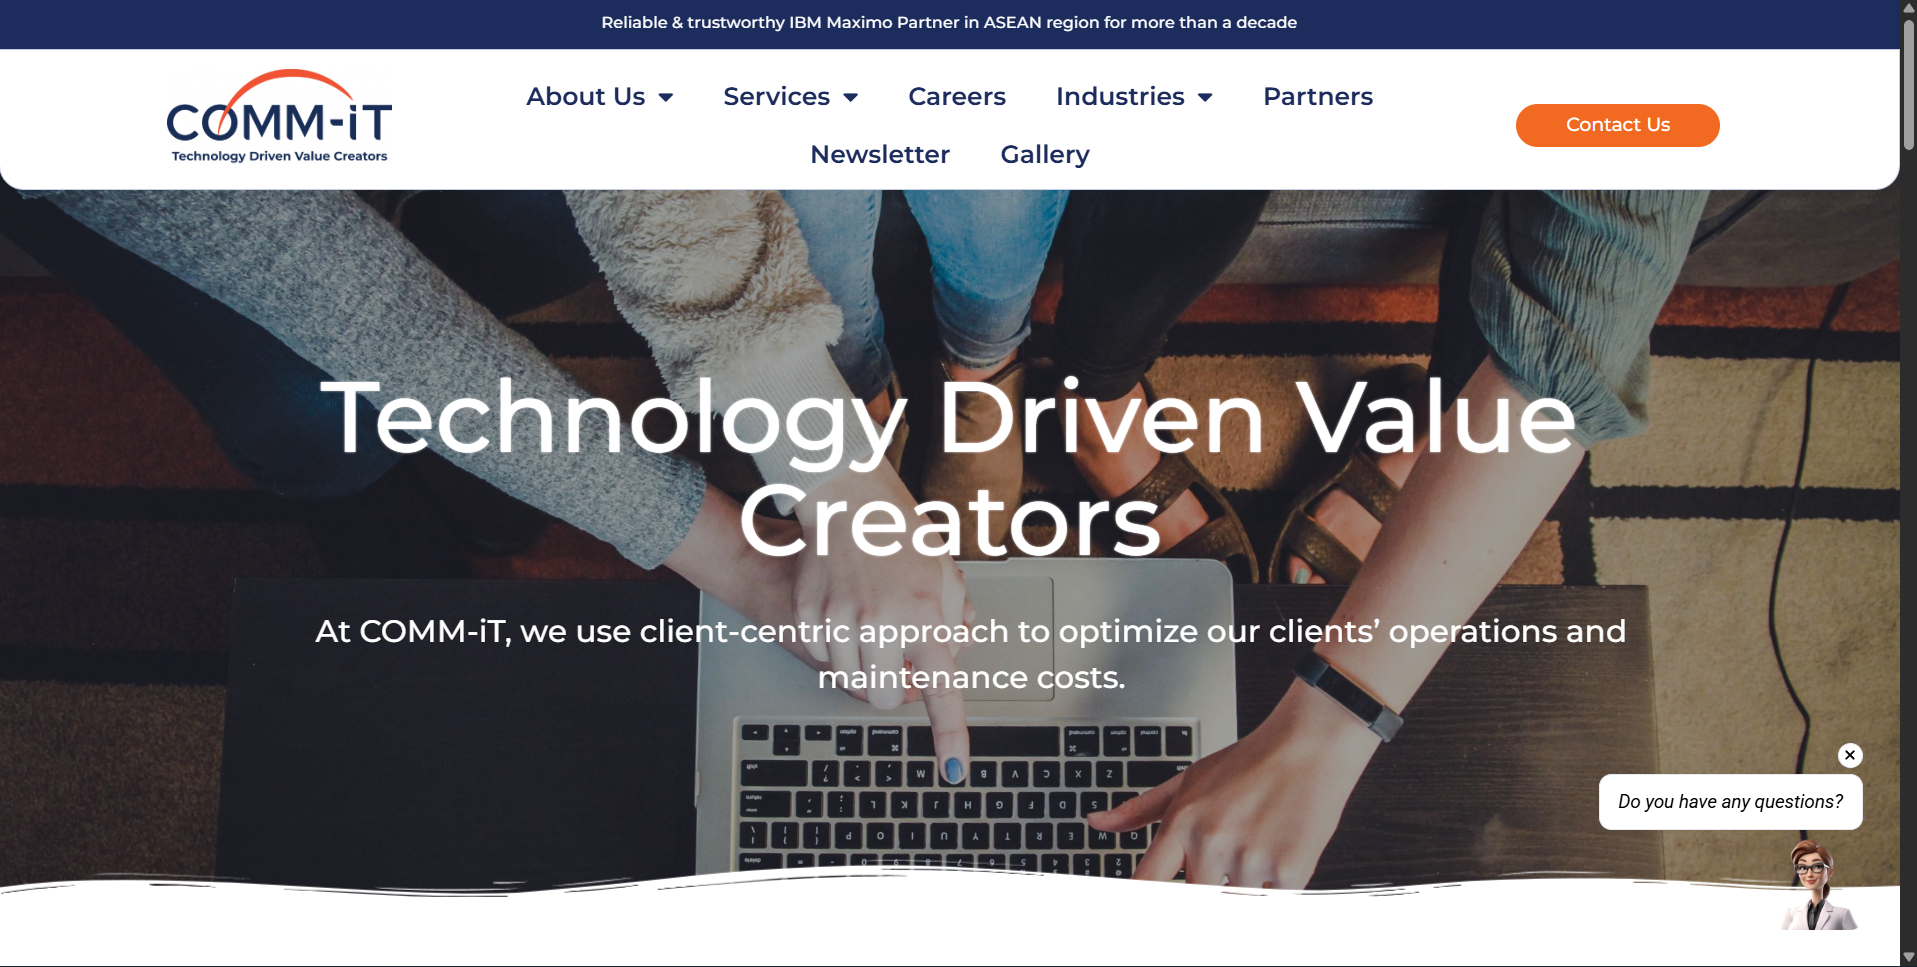 Reliable & trustworthy IBM Maximo Partner in ASEAN region for more than a decade
COMM-iT
Technology Driven Value Creators
About Us
Services
Careers
Industries
Partners
Newsletter
Gallery
Contact Us
Technology Driven Value
Creators
At COMM-iT, we use client-centric approach to optimize our clients’ operations and
maintenance costs.
Do you have any questions?